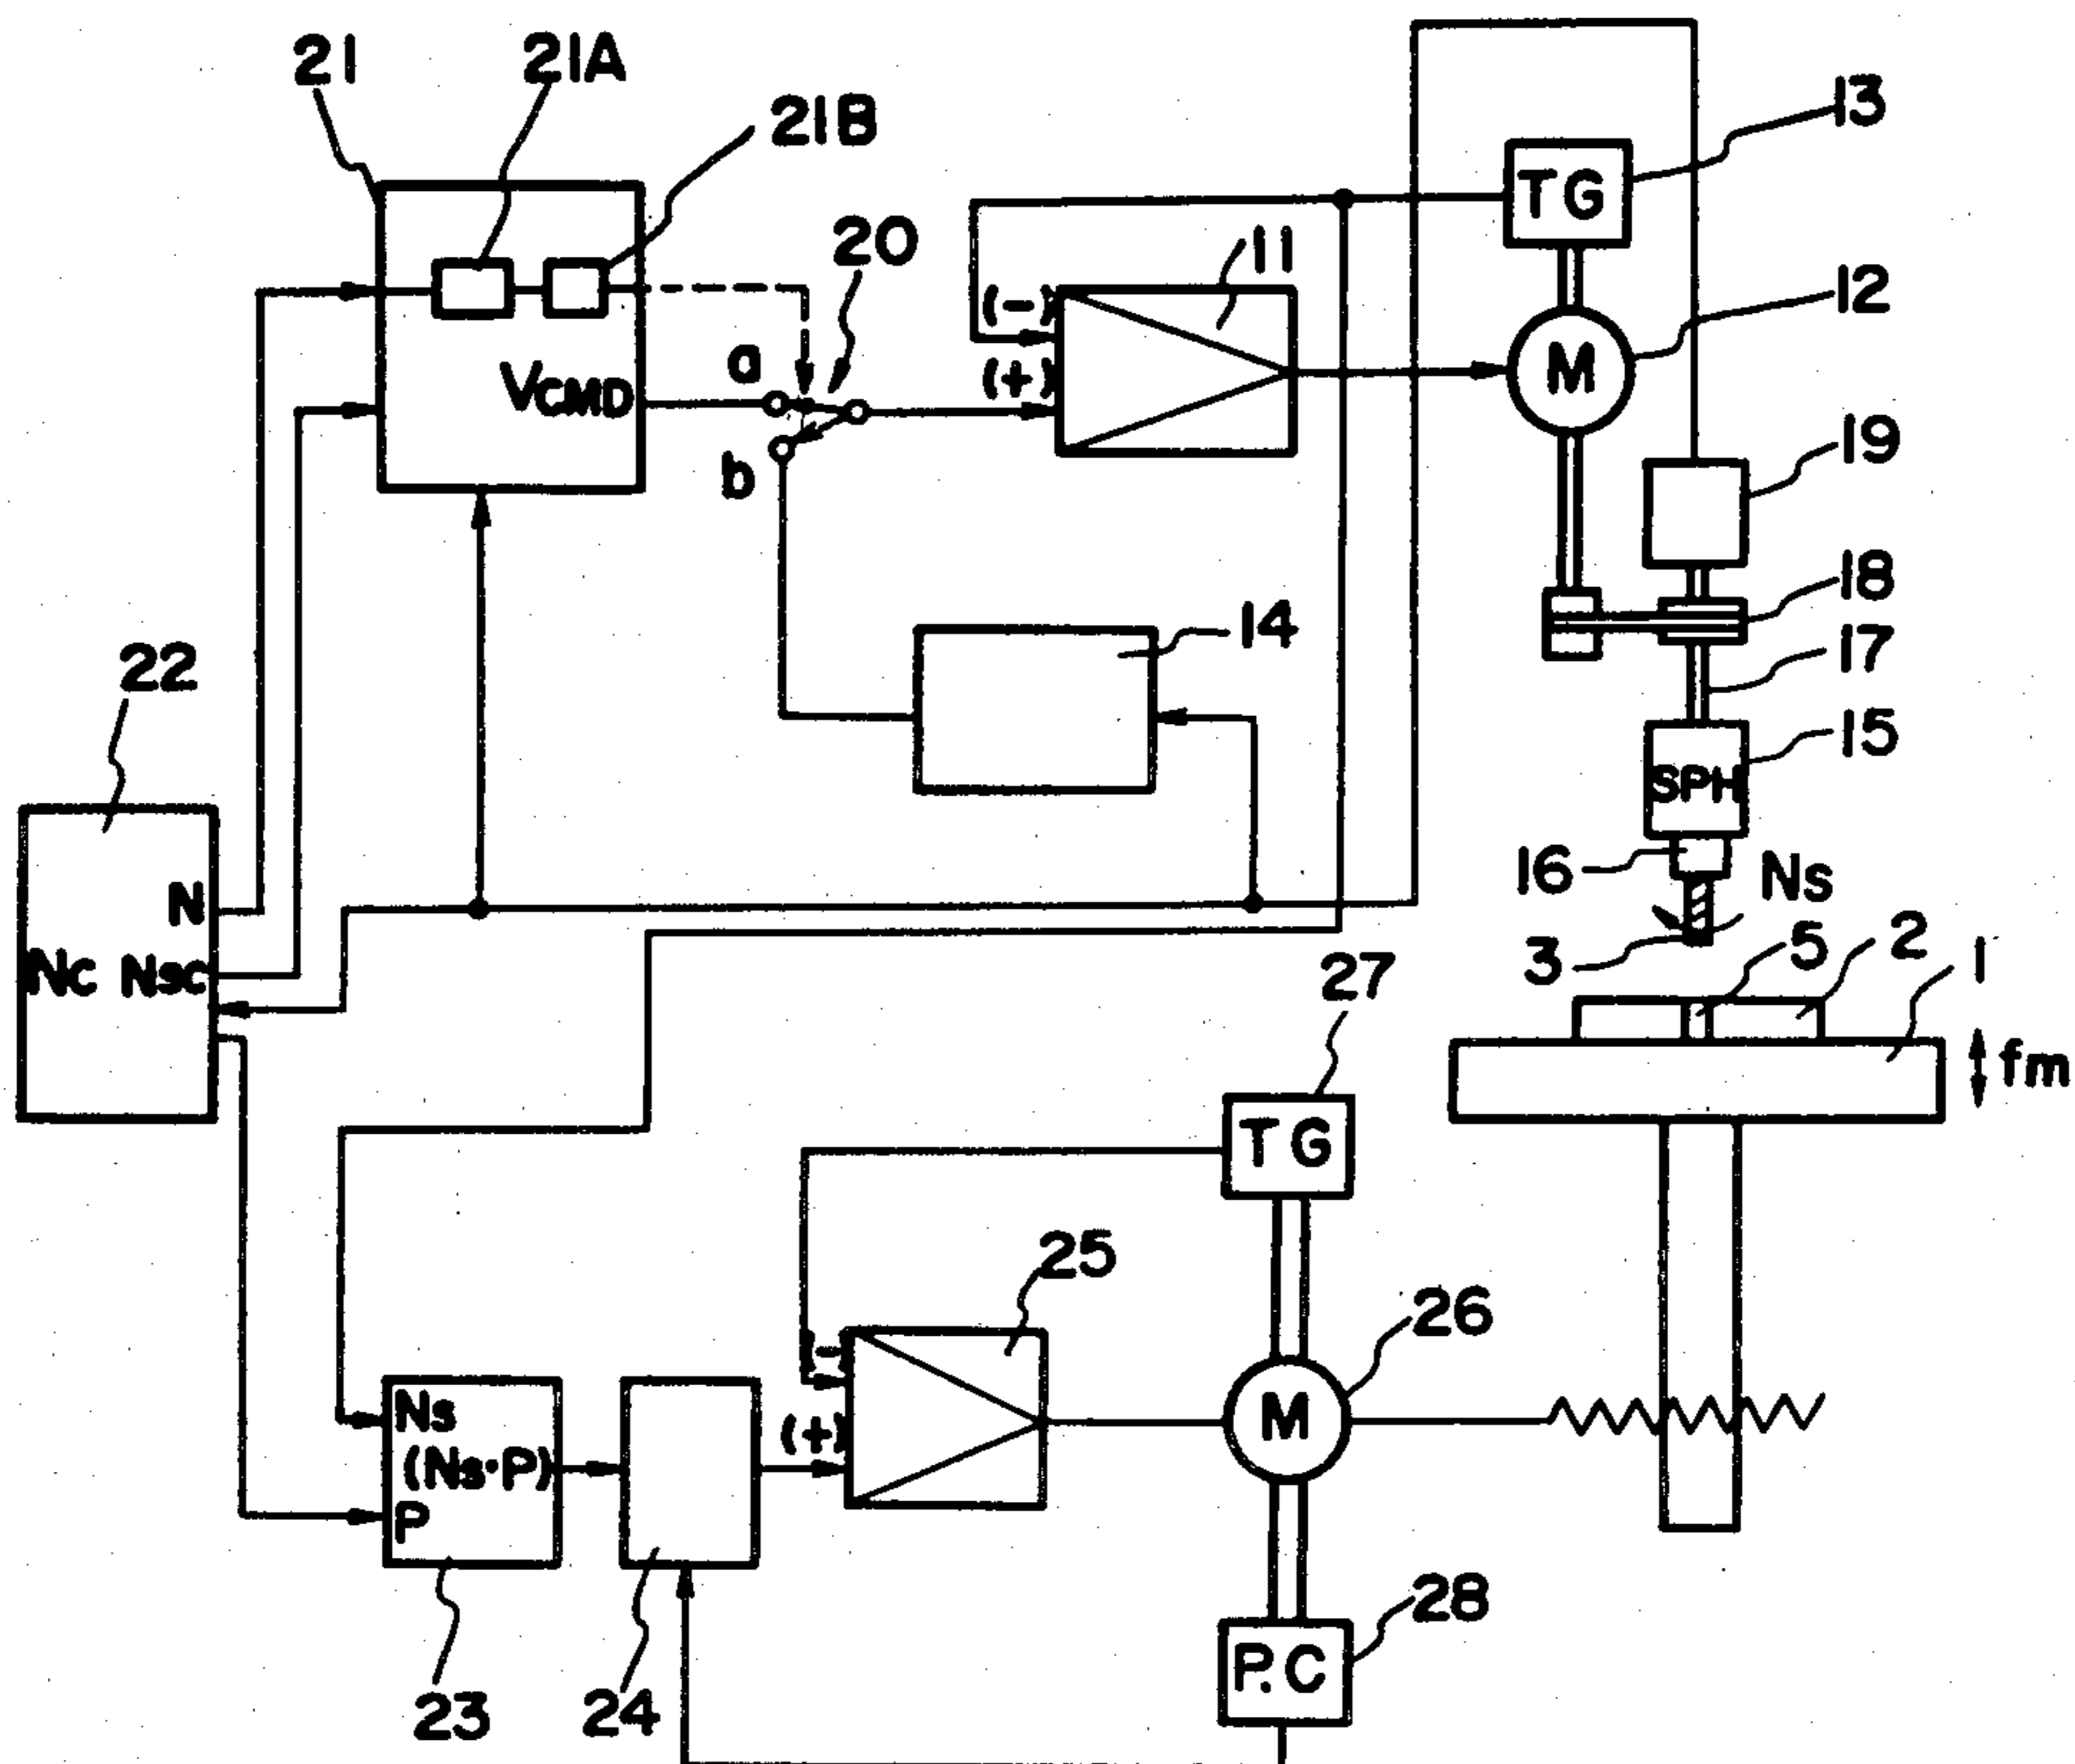 21
21A
21B
20
13
TG
11
12
(-)
a
(+)
M
VCMD
b
19
18
14
17
22
15
SPH
16
Ns
N
3
5
2
1
Nc
Nsc
27
fm
TG
25
26
(-)
M
Ns
(+)
(Ns·P)
P
28
P.C
23
24